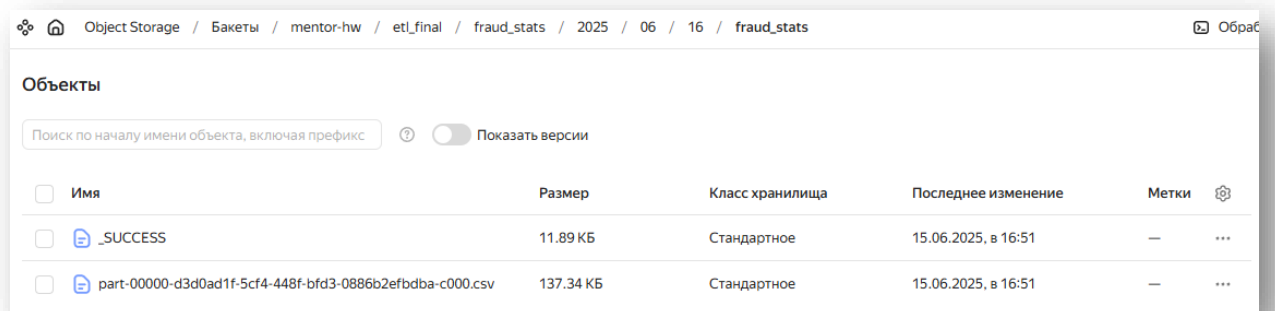 Object Storage / Бакеты / mentor-hw / etl_final / fraud_stats / 2025 / 06 / 16 / fraud_stats
Объекты
Поиск по началу имени объекта, включая префикс ? Показать версии
Имя Размер Класс хранилища Последнее изменение Метки
_SUCCESS 11.89 КБ Стандартное 15.06.2025, в 16:51 —
part-00000-d3d0ad1f-5cf4-448f-bfd3-0886b2efbdba-c000.csv 137.34 КБ Стандартное 15.06.2025, в 16:51 —